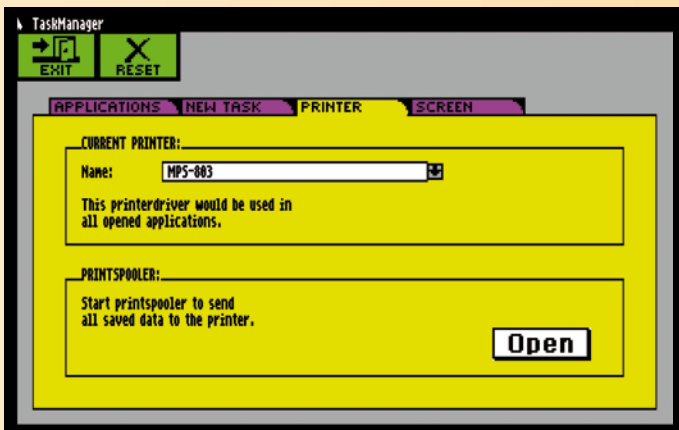 TaskManager
EXIT
RESET
APPLICATIONS
NEW TASK
PRINTER
SCREEN
CURRENT PRINTER:
Name: MPS-803
This printerdriver would be used in
all opened applications.
PRINTSPOOLER:
Start printspooler to send
all saved data to the printer.
Open